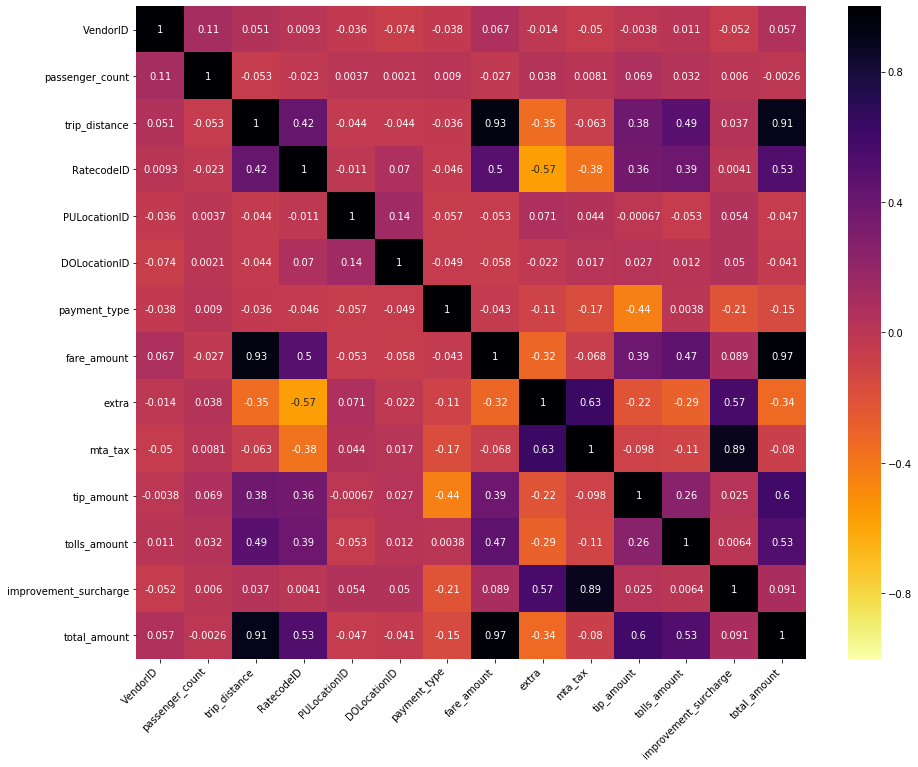 VendorID 1 0.11 0.051 0.0093 -0.036 -0.074 -0.038 0.067 -0.014 -0.05 -0.0038 0.011 -0.052 0.057
passenger_count 0.11 1 -0.053 -0.023 0.0037 0.0021 0.009 -0.027 0.038 0.0081 0.069 0.032 0.006 -0.0026
trip_distance 0.051 -0.053 1 0.42 -0.044 -0.044 -0.036 0.93 -0.35 -0.063 0.38 0.49 0.037 0.91
RatecodeID 0.0093 -0.023 0.42 1 -0.011 0.07 -0.046 0.5 -0.57 -0.38 0.36 0.39 0.0041 0.53
PULocationID -0.036 0.0037 -0.044 -0.011 1 0.14 -0.057 -0.053 0.071 0.044 -0.00067 -0.053 0.054 -0.047
DOLocationID -0.074 0.0021 -0.044 0.07 0.14 1 -0.049 -0.058 -0.022 0.017 0.027 0.012 0.05 -0.041
payment_type -0.038 0.009 -0.036 -0.046 -0.057 -0.049 1 -0.043 -0.11 -0.17 -0.44 0.0038 -0.21 -0.15
fare_amount 0.067 -0.027 0.93 0.5 -0.053 -0.058 -0.043 1 -0.32 -0.068 0.39 0.47 0.089 0.97
extra -0.014 0.038 -0.35 -0.57 0.071 -0.022 -0.11 -0.32 1 0.63 -0.22 -0.29 0.57 -0.34
mta_tax -0.05 0.0081 -0.063 -0.38 0.044 0.017 -0.17 -0.068 0.63 1 -0.098 -0.11 0.89 -0.08
tip_amount -0.0038 0.069 0.38 0.36 -0.00067 0.027 -0.44 0.39 -0.22 -0.098 1 0.26 0.025 0.6
tolls_amount 0.011 0.032 0.49 0.39 -0.053 0.012 0.0038 0.47 -0.29 -0.11 0.26 1 0.0064 0.53
improvement_surcharge -0.052 0.006 0.037 0.0041 0.054 0.05 -0.21 0.089 0.57 0.89 0.025 0.0064 1 0.091
total_amount 0.057 -0.0026 0.91 0.53 -0.047 -0.041 -0.15 0.97 -0.34 -0.08 0.6 0.53 0.091 1
VendorID passenger_count trip_distance RatecodeID PULocationID DOLocationID payment_type fare_amount extra mta_tax tip_amount tolls_amount improvement_surcharge total_amount
0.8
0.4
0.0
−0.4
−0.8